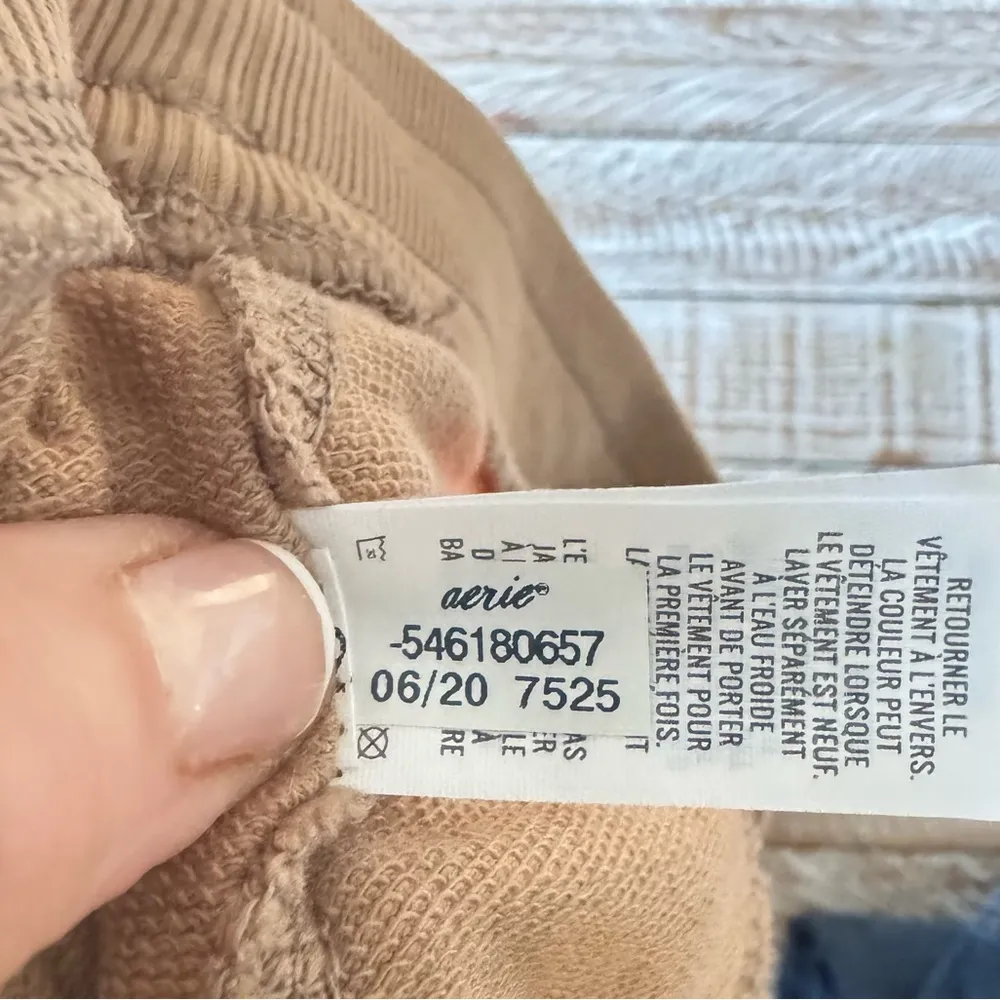 aerie®
-546180657
06/20 7525
RETOURNER LE
VÊTEMENT À L'ENVERS.
LA COULEUR PEUT
DÉTEINDRE LORSQUE
LE VÊTEMENT EST NEUF.
LAVER SÉPARÉMENT
À L'EAU FROIDE
AVANT DE PORTER
LE VÊTEMENT POUR
LA PREMIÈRE FOIS.